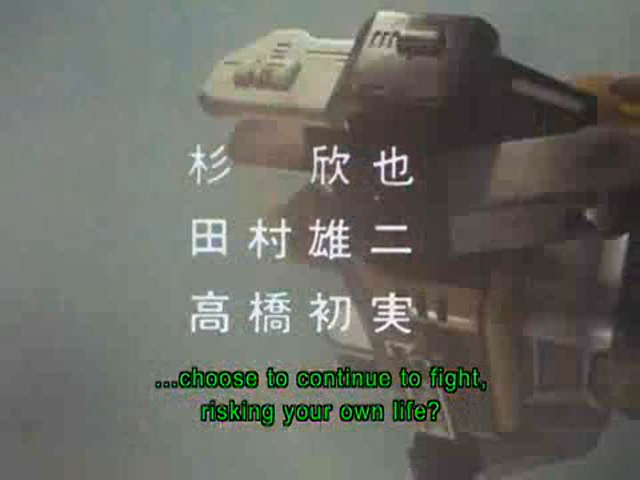 杉 欣也
田村雄二
高橋初実
...choose to continue to fight,
risking your own life?